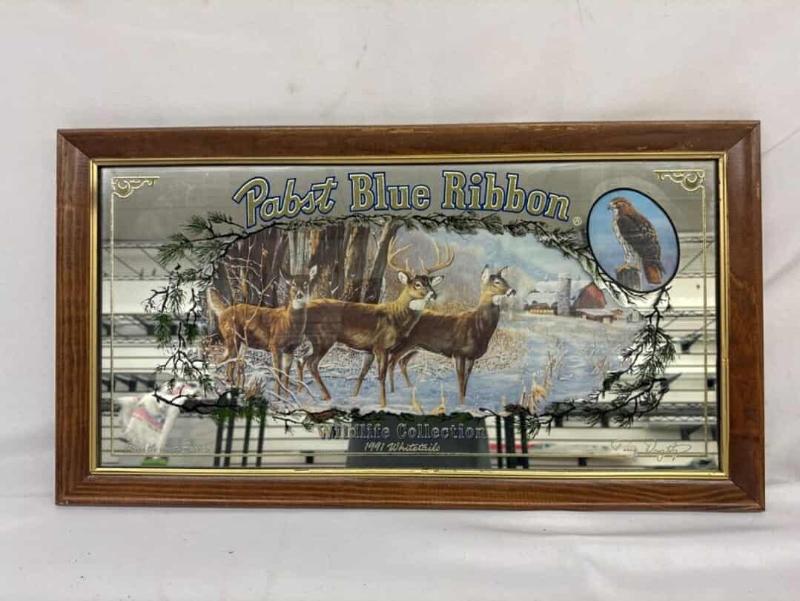 Pabst Blue Ribbon ®
Wildlife Collection
1991 Whitetails